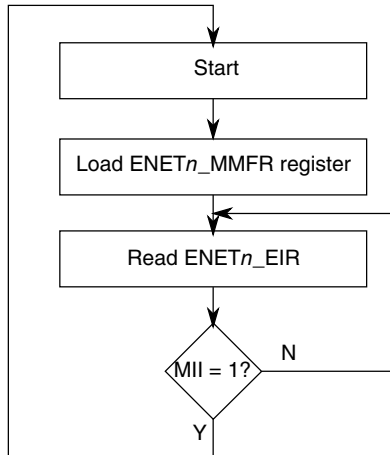 Start
Load ENETn_MMFR register
Read ENETn_EIR
MII = 1?
N
Y